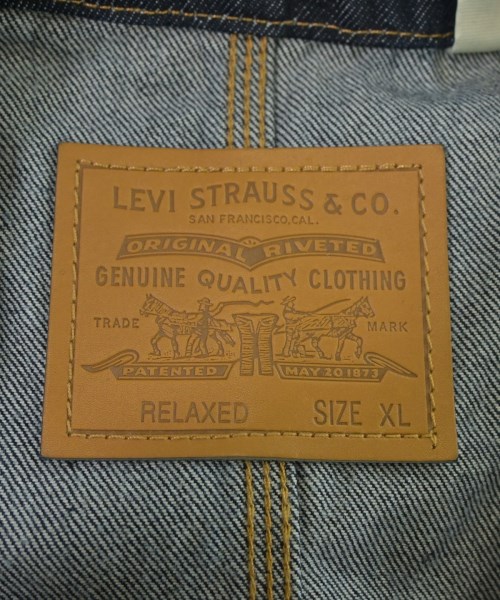 LEVI STRAUSS & CO.
SAN FRANCISCO, CAL.
ORIGINAL RIVETED
GENUINE QUALITY CLOTHING
TRADE MARK
PATENTED MAY 20 1873
RELAXED SIZE XL